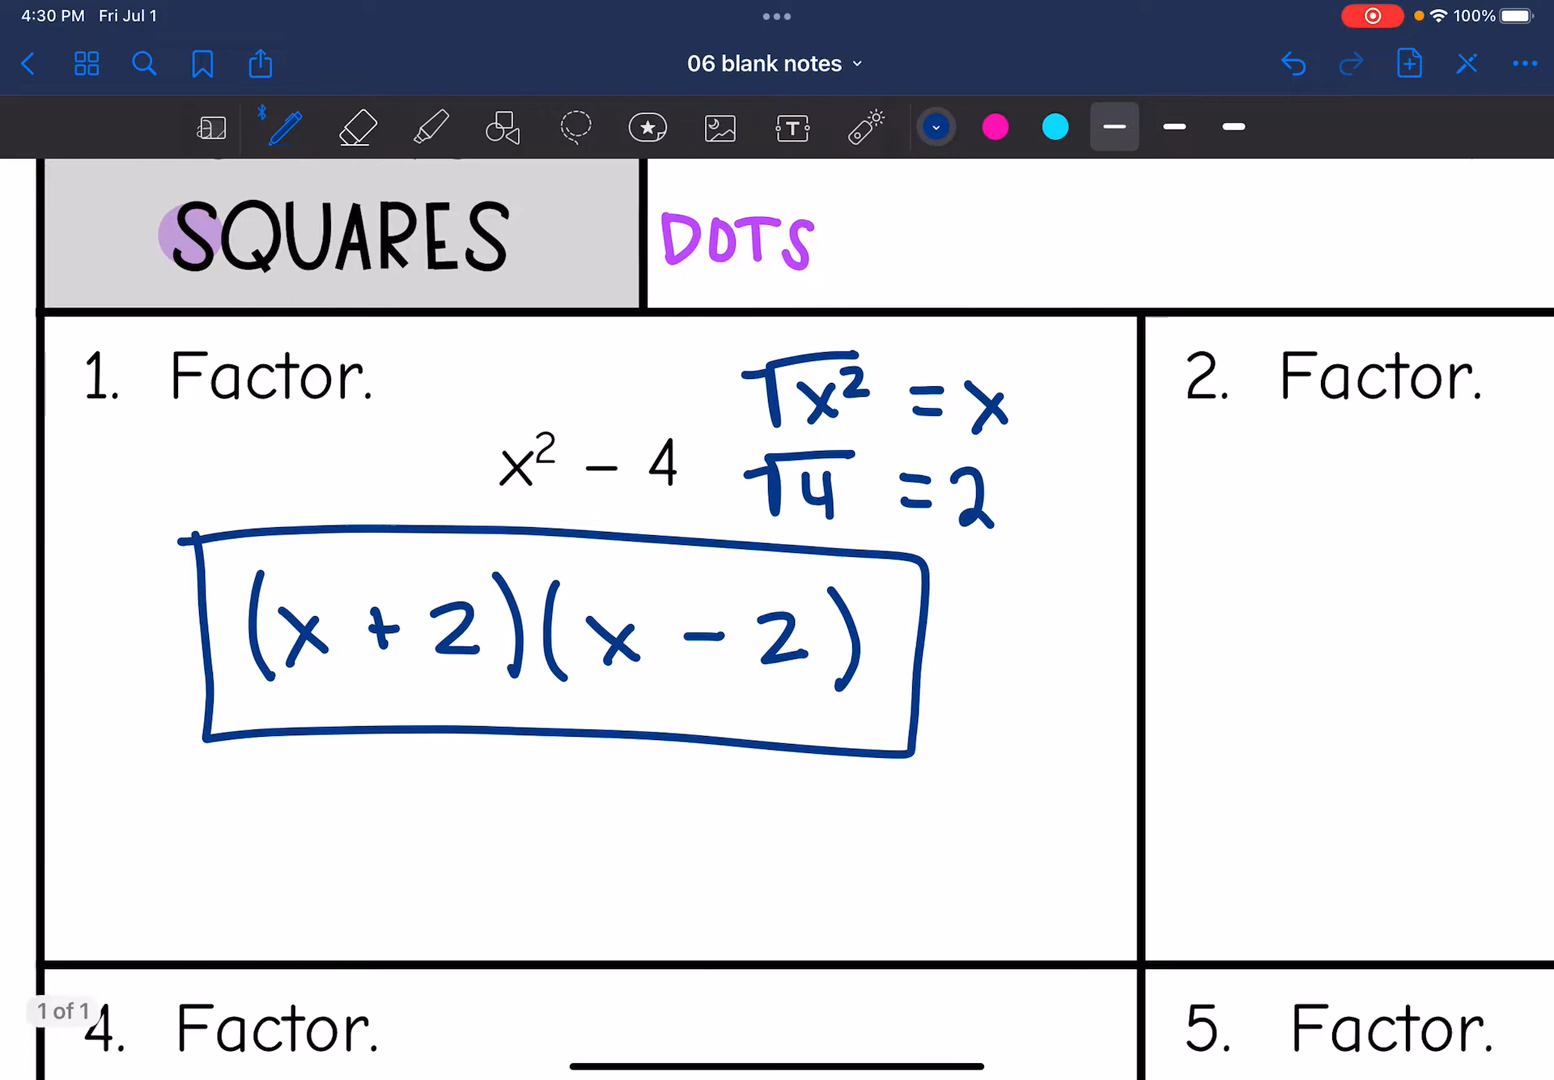 4:30 PM Fri Jul 1
100%
06 blank notes
SQUARES
DOTS
1. Factor.
x² − 4
√x² = x
√4 = 2
(x + 2)(x − 2)
2. Factor.
1 of 1
4. Factor.
5. Factor.